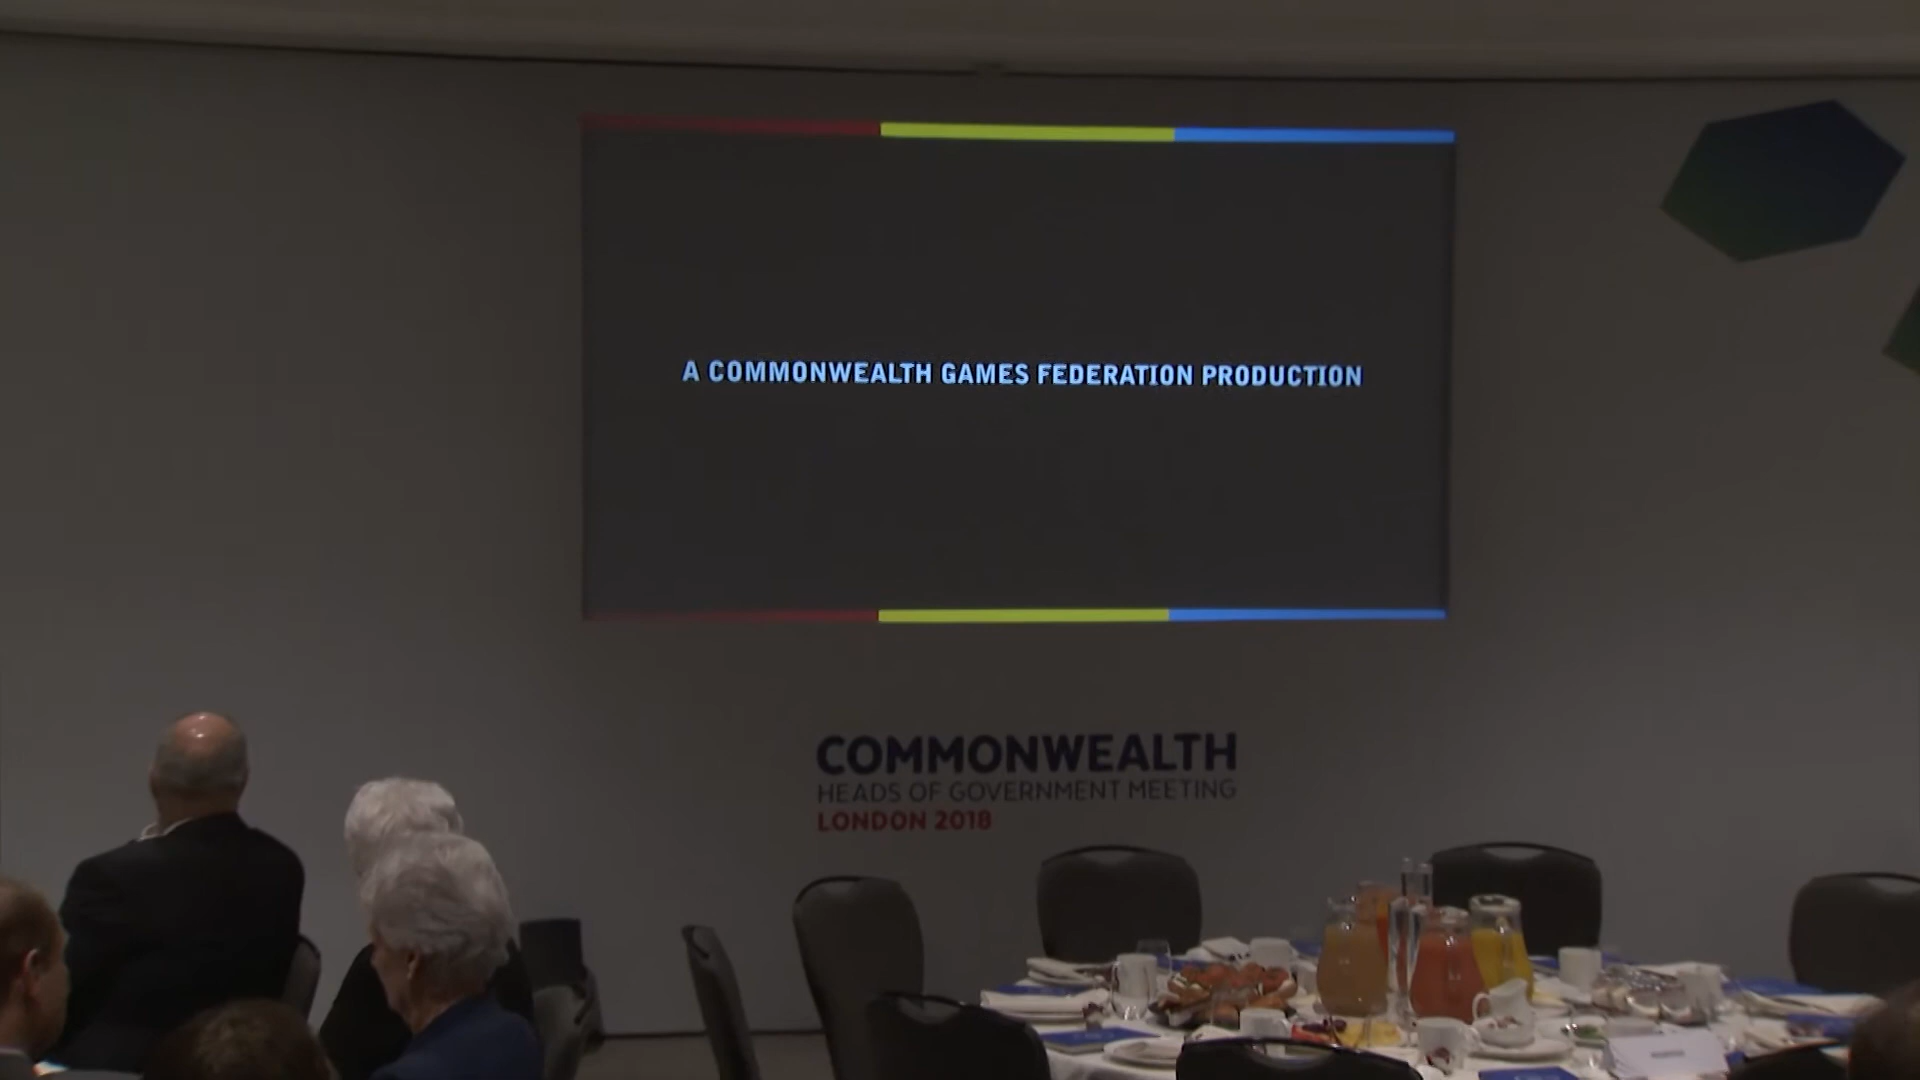 A COMMONWEALTH GAMES FEDERATION PRODUCTION
COMMONWEALTH
HEADS OF GOVERNMENT MEETING
LONDON 2018